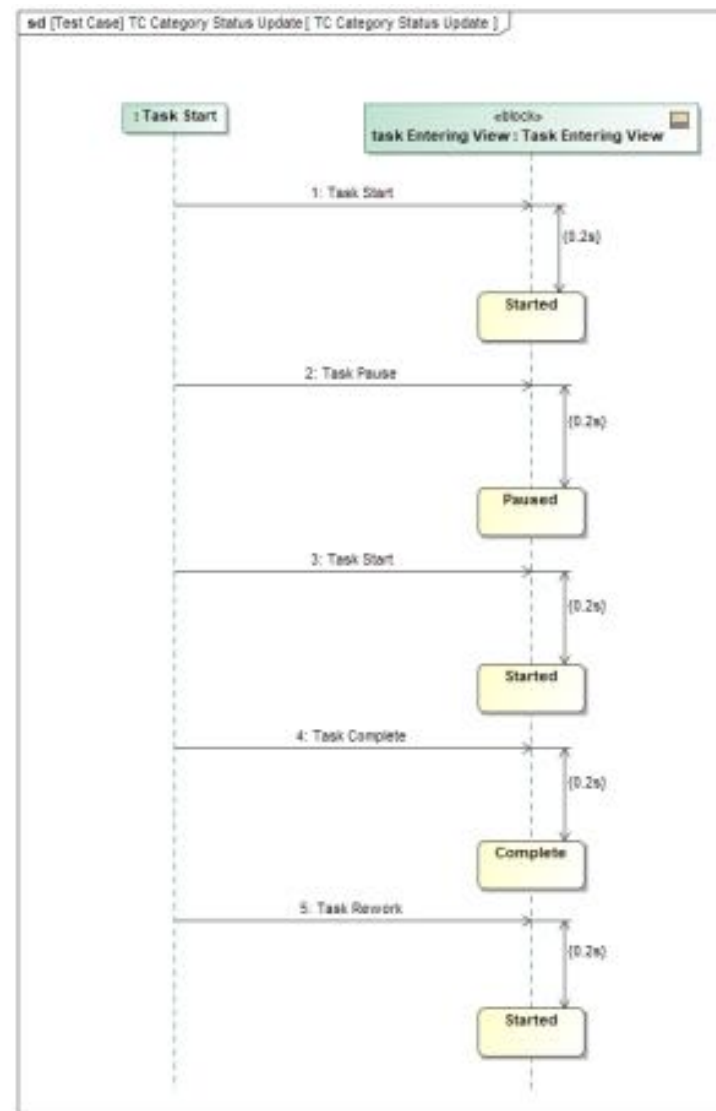 sd [Test Case] TC Category Status Update [ TC Category Status Update ]
: Task Start
«block»
task Entering View : Task Entering View
1: Task Start
{0.2s}
Started
2: Task Pause
{0.2s}
Paused
3: Task Start
{0.2s}
Started
4: Task Complete
{0.2s}
Complete
5: Task Rework
{0.2s}
Started